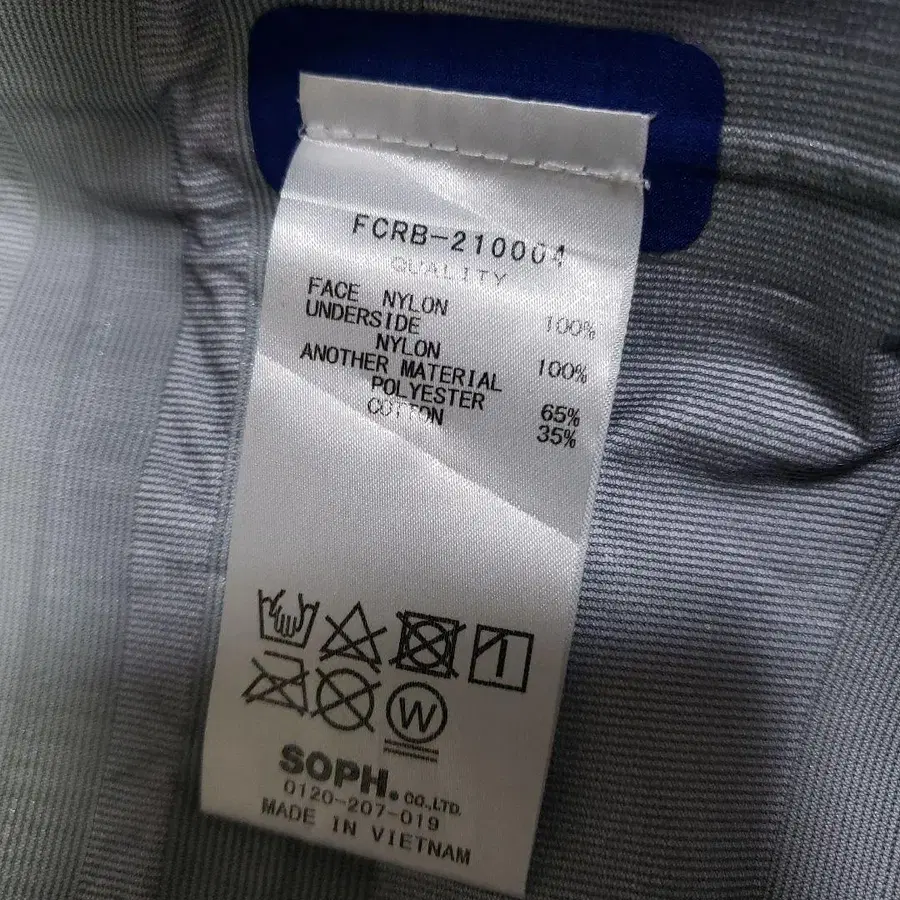 FCRB-210004
QUALITY
FACE NYLON 100%
UNDERSIDE
NYLON 100%
ANOTHER MATERIAL
POLYESTER 65%
COTTON 35%
W
SOPH. CO.,LTD.
0120-207-019
MADE IN VIETNAM